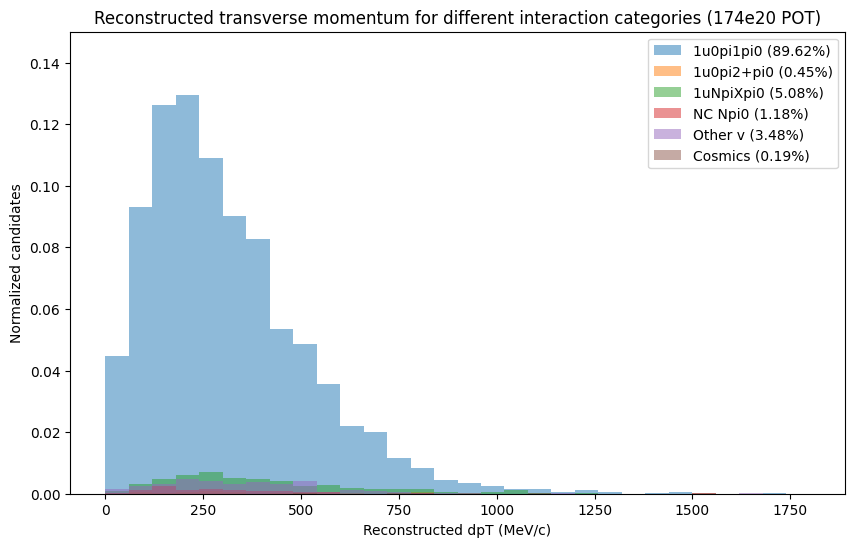 Reconstructed transverse momentum for different interaction categories (174e20 POT)
1u0pi1pi0 (89.62%)
1u0pi2+pi0 (0.45%)
1uNpiXpi0 (5.08%)
NC Npi0 (1.18%)
Other v (3.48%)
Cosmics (0.19%)
Normalized candidates
0.14
0.12
0.10
0.08
0.06
0.04
0.02
0.00
0
250
500
750
1000
1250
1500
1750
Reconstructed dpT (MeV/c)